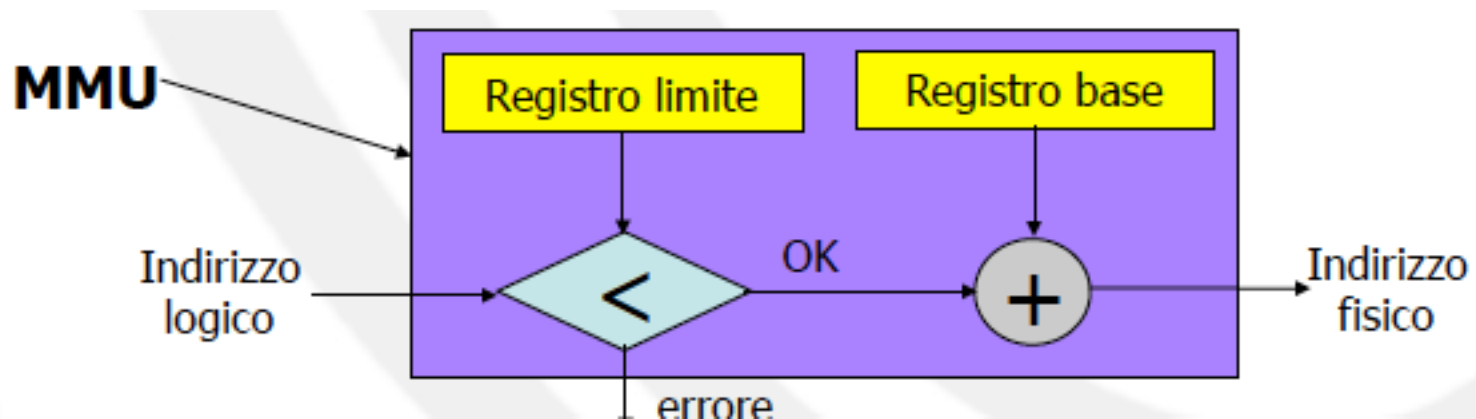 MMU
Registro limite
Registro base
Indirizzo
logico
<
OK
+
Indirizzo
fisico
errore